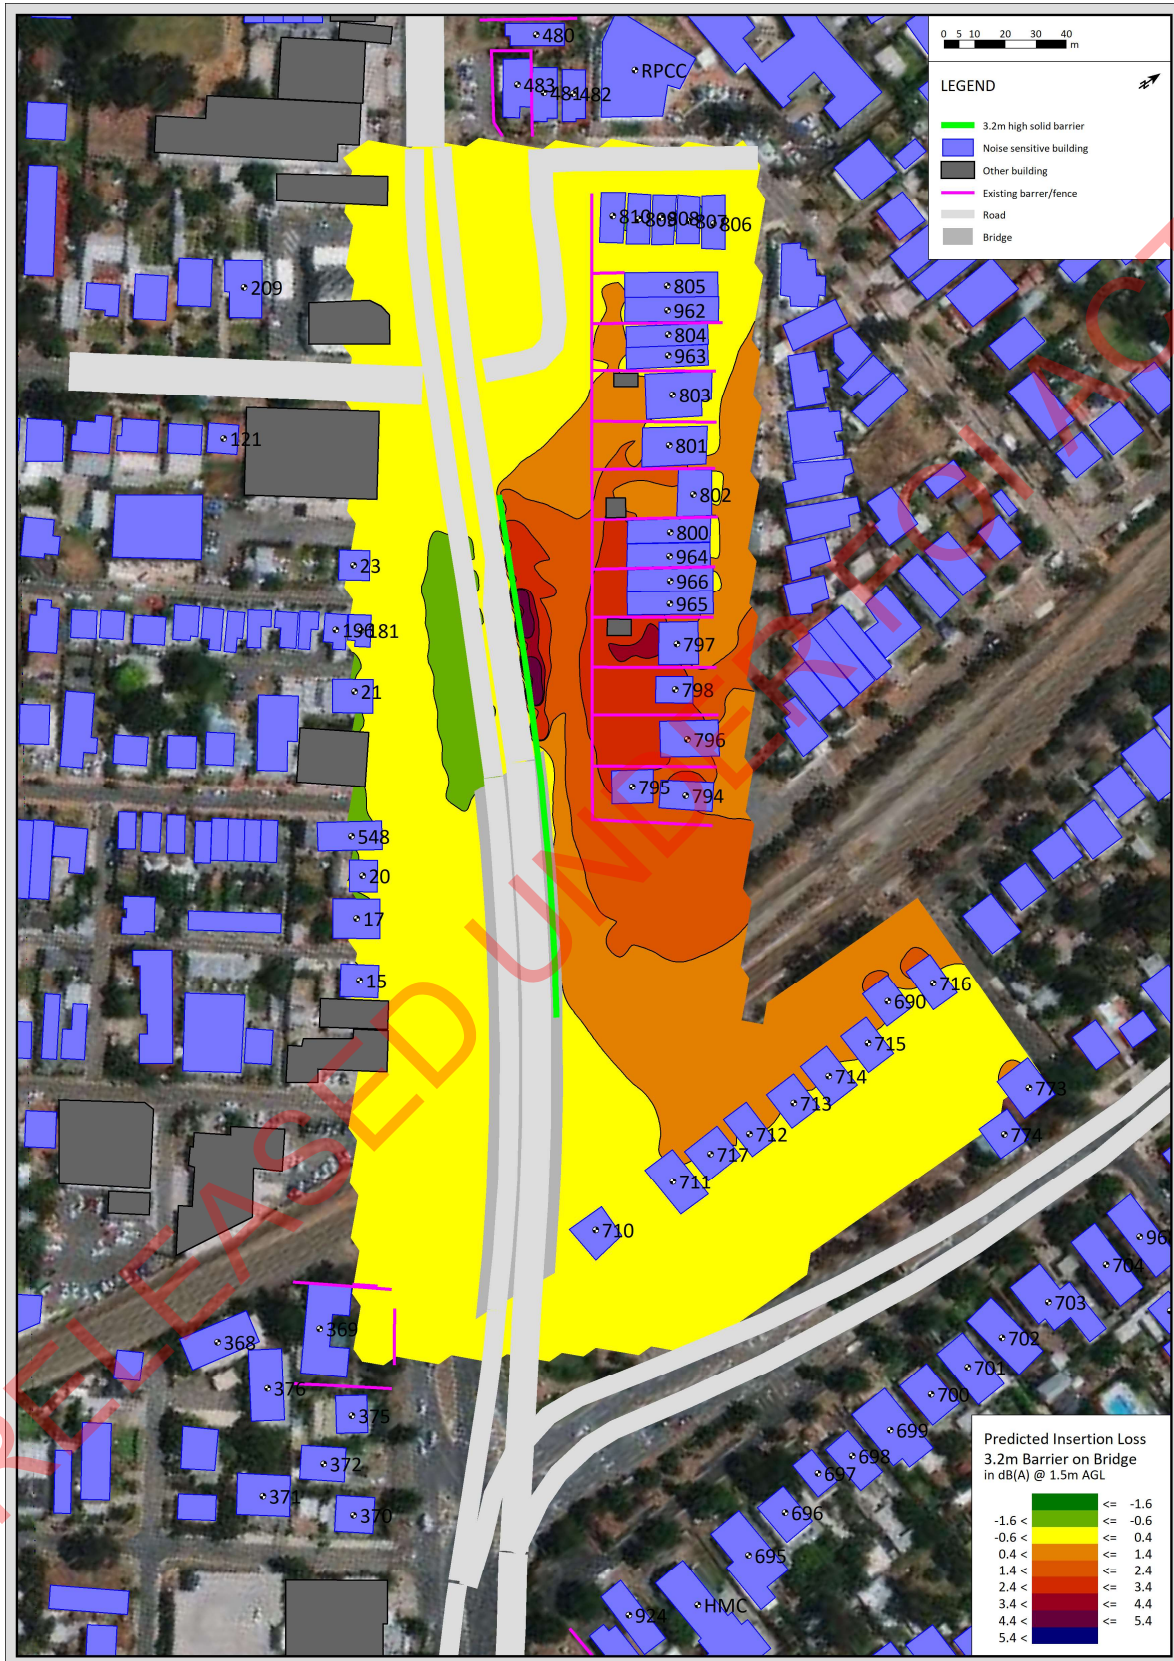 0 5 10 20 30 40
m
LEGEND
3.2m high solid barrier
Noise sensitive building
Other building
Existing barrer/fence
Road
Bridge
480
RPCC
483
482
810
808
807
806
209
805
962
804
963
803
801
121
802
800
964
23
966
965
196
181
797
21
798
796
795
794
548
20
17
15
716
690
715
714
773
713
774
712
717
711
710
704
703
369
368
702
701
376
700
375
699
698
372
697
371
696
370
695
HMC
924
RELEASED UNDER
Predicted Insertion Loss
3.2m Barrier on Bridge
in dB(A) @ 1.5m AGL
<= -1.6
-1.6 < <= -0.6
-0.6 < <= 0.4
0.4 < <= 1.4
1.4 < <= 2.4
2.4 < <= 3.4
3.4 < <= 4.4
4.4 < <= 5.4
5.4 <